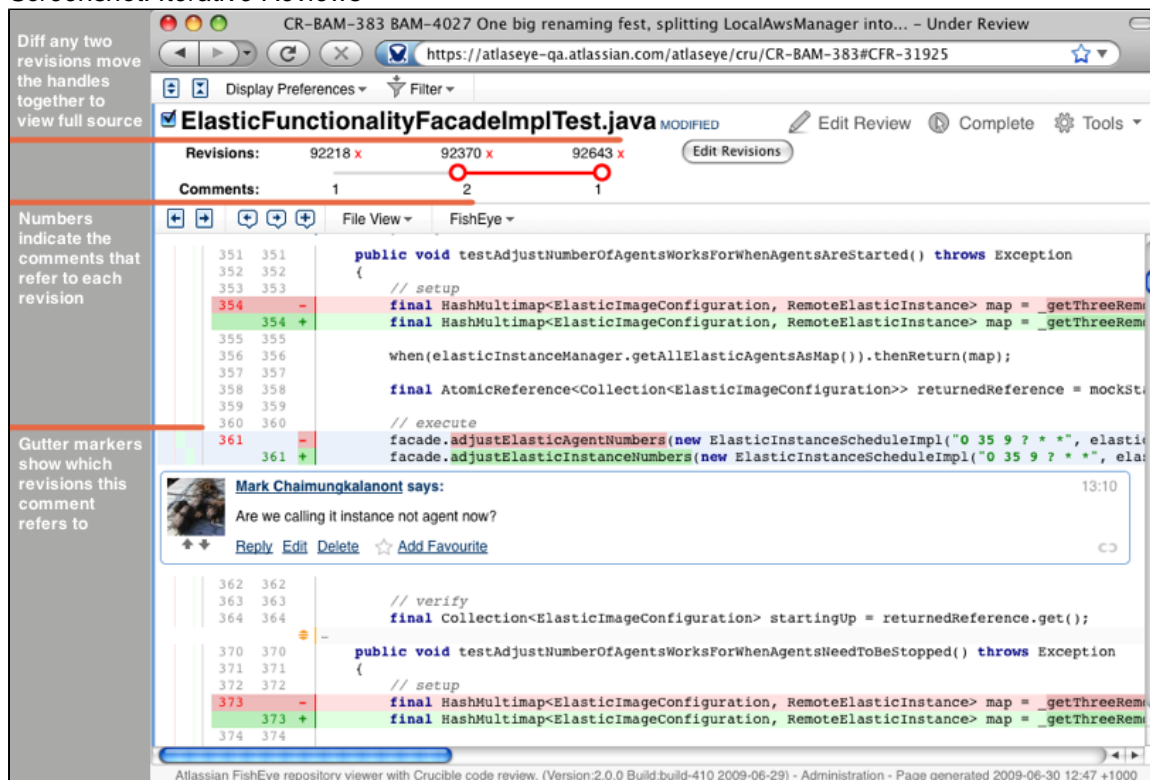 Screenshot: Iterative Reviews
CR-BAM-383 BAM-4027 One big renaming fest, splitting LocalAwsManager into... – Under Review
https://atlaseye-qa.atlassian.com/atlaseye/cru/CR-BAM-383#CFR-31925
Display Preferences Filter
ElasticFunctionalityFacadeImplTest.java MODIFIED Edit Review Complete Tools
Revisions: 92218 x 92370 x 92643 x Edit Revisions
Comments: 1 2 1
File View FishEye
Diff any two
revisions move
the handles
together to
view full source
Numbers
indicate the
comments that
refer to each
revision
Gutter markers
show which
revisions this
comment
refers to
351 351 public void testAdjustNumberOfAgentsWorksForWhenAgentsAreStarted() throws Exception
352 352 {
353 353 // setup
354 - final HashMultimap<ElasticImageConfiguration, RemoteElasticInstance> map = _getThreeRem
354 + final HashMultimap<ElasticImageConfiguration, RemoteElasticInstance> map = _getThreeRem
355 355
356 356 when(elasticInstanceManager.getAllElasticAgentsAsMap()).thenReturn(map);
357 357
358 358 final AtomicReference<Collection<ElasticImageConfiguration>> returnedReference = mockSta
359 359
360 360 // execute
361 - facade.adjustElasticAgentNumbers(new ElasticInstanceScheduleImpl("0 35 9 ? * *", elastic
361 + facade.adjustElasticInstanceNumbers(new ElasticInstanceScheduleImpl("0 35 9 ? * *", elas
Mark Chaimungkalanont says: 13:10
Are we calling it instance not agent now?
Reply Edit Delete Add Favourite
362 362
363 363 // verify
364 364 final Collection<ElasticImageConfiguration> startingUp = returnedReference.get();
…
370 370 public void testAdjustNumberOfAgentsWorksForWhenAgentsNeedToBeStopped() throws Exception
371 371 {
372 372 // setup
373 - final HashMultimap<ElasticImageConfiguration, RemoteElasticInstance> map = _getThreeRem
373 + final HashMultimap<ElasticImageConfiguration, RemoteElasticInstance> map = _getThreeRem
374 374
Atlassian FishEye repository viewer with Crucible code review. (Version:2.0.0 Build:build-410 2009-06-29) - Administration - Page generated 2009-06-30 12:47 +1000